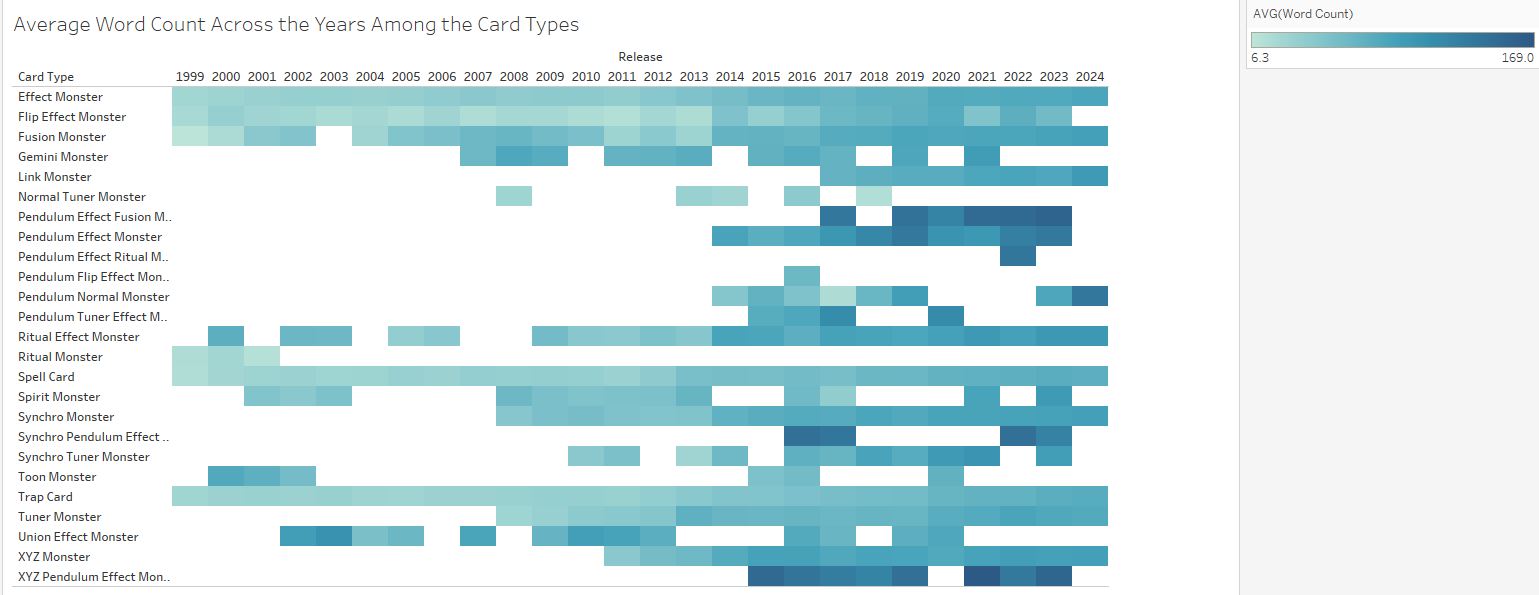 Average Word Count Across the Years Among the Card Types
AVG(Word Count)
6.3 169.0
Release
Card Type 1999 2000 2001 2002 2003 2004 2005 2006 2007 2008 2009 2010 2011 2012 2013 2014 2015 2016 2017 2018 2019 2020 2021 2022 2023 2024
Effect Monster
Flip Effect Monster
Fusion Monster
Gemini Monster
Link Monster
Normal Tuner Monster
Pendulum Effect Fusion M..
Pendulum Effect Monster
Pendulum Effect Ritual M..
Pendulum Flip Effect Mon..
Pendulum Normal Monster
Pendulum Tuner Effect M..
Ritual Effect Monster
Ritual Monster
Spell Card
Spirit Monster
Synchro Monster
Synchro Pendulum Effect ..
Synchro Tuner Monster
Toon Monster
Trap Card
Tuner Monster
Union Effect Monster
XYZ Monster
XYZ Pendulum Effect Mon..